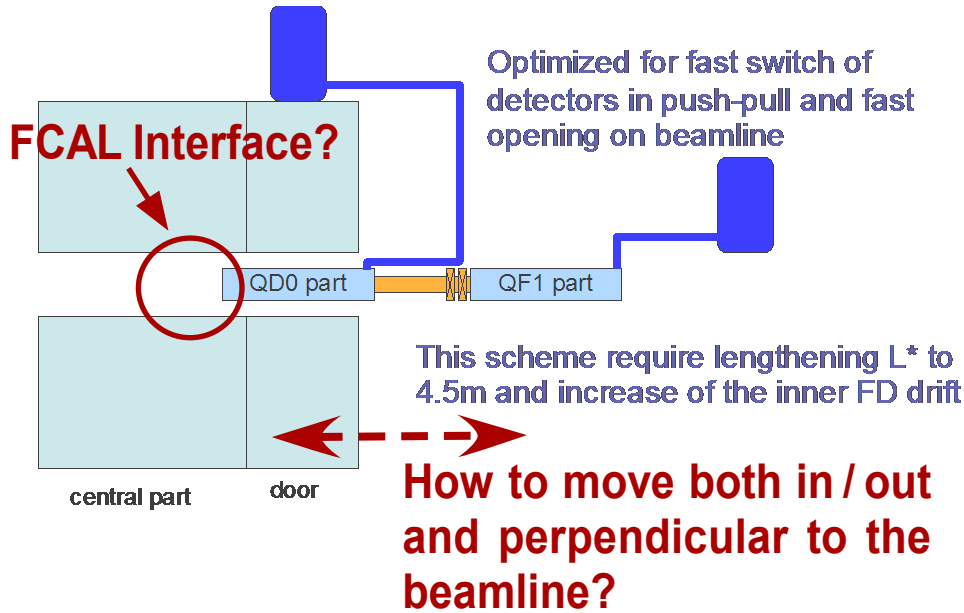 Optimized for fast switch of
detectors in push-pull and fast
opening on beamline
FCAL Interface?
QD0 part
QF1 part
This scheme require lengthening L* to
4.5m and increase of the inner FD drift
central part
door
How to move both in / out
and perpendicular to the
beamline?